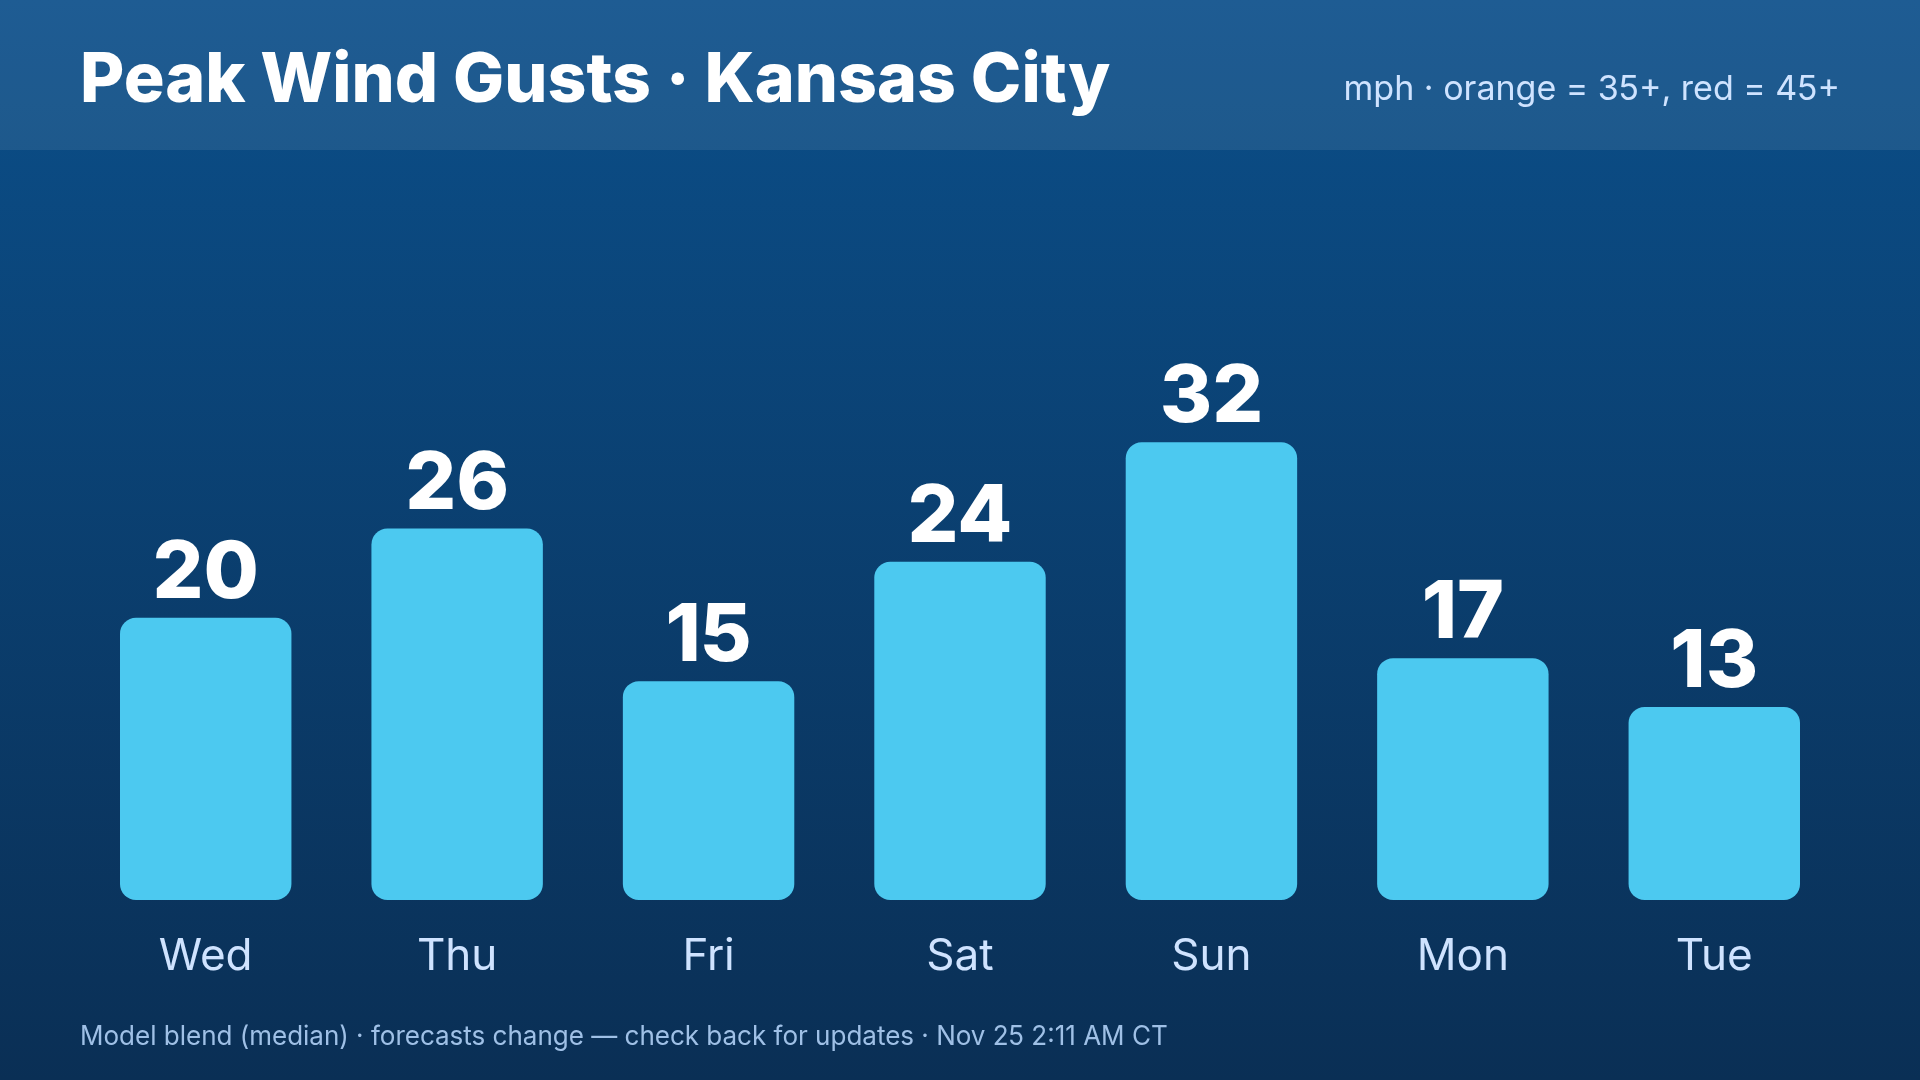 Peak Wind Gusts · Kansas City
mph · orange = 35+, red = 45+
20
26
15
24
32
17
13
Wed
Thu
Fri
Sat
Sun
Mon
Tue
Model blend (median) · forecasts change — check back for updates · Nov 25 2:11 AM CT